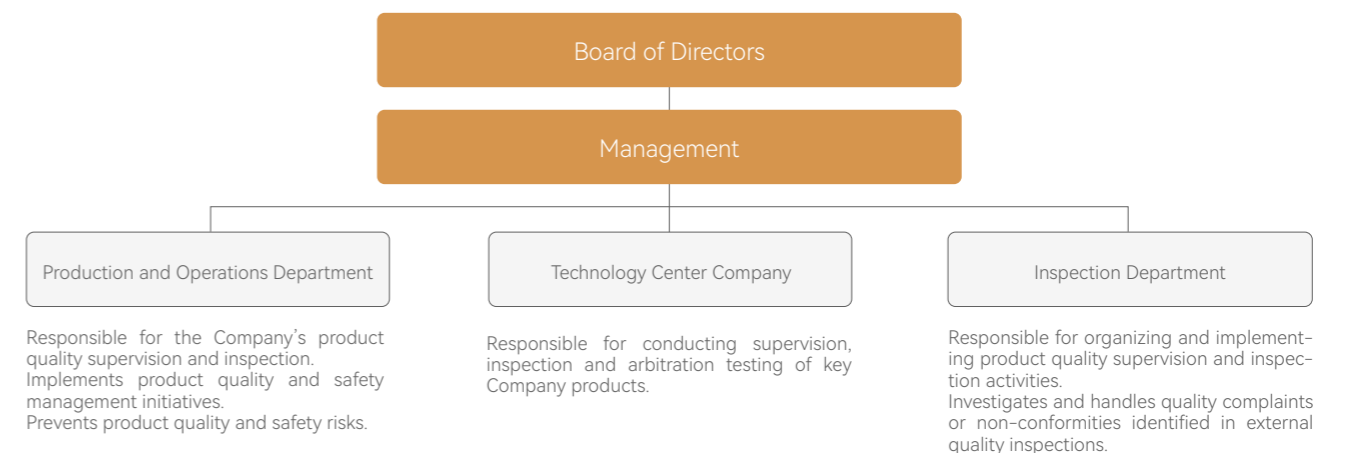 Board of Directors
Management
Production and Operations Department
Responsible for the Company’s product
quality supervision and inspection.
Implements product quality and safety
management initiatives.
Prevents product quality and safety risks.
Technology Center Company
Responsible for conducting supervision,
inspection and arbitration testing of key
Company products.
Inspection Department
Responsible for organizing and implement-
ing product quality supervision and inspec-
tion activities.
Investigates and handles quality complaints
or non-conformities identified in external
quality inspections.